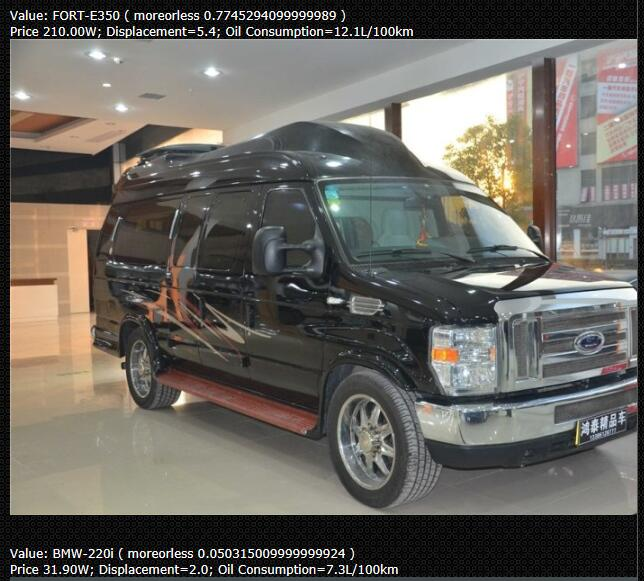 Value: FORT-E350 ( moreorless 0.7745294099999989 )
Price 210.00W; Displacement=5.4; Oil Consumption=12.1L/100km
Ford
鸿泰精品车
Value: BMW-220i ( moreorless 0.050315009999999924 )
Price 31.90W; Displacement=2.0; Oil Consumption=7.3L/100km